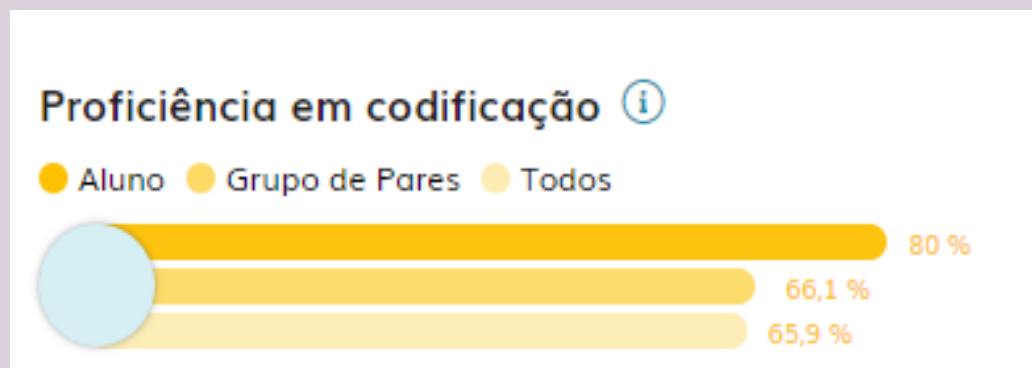 Proficiência em codificação i
Aluno Grupo de Pares Todos
80 %
66,1 %
65,9 %